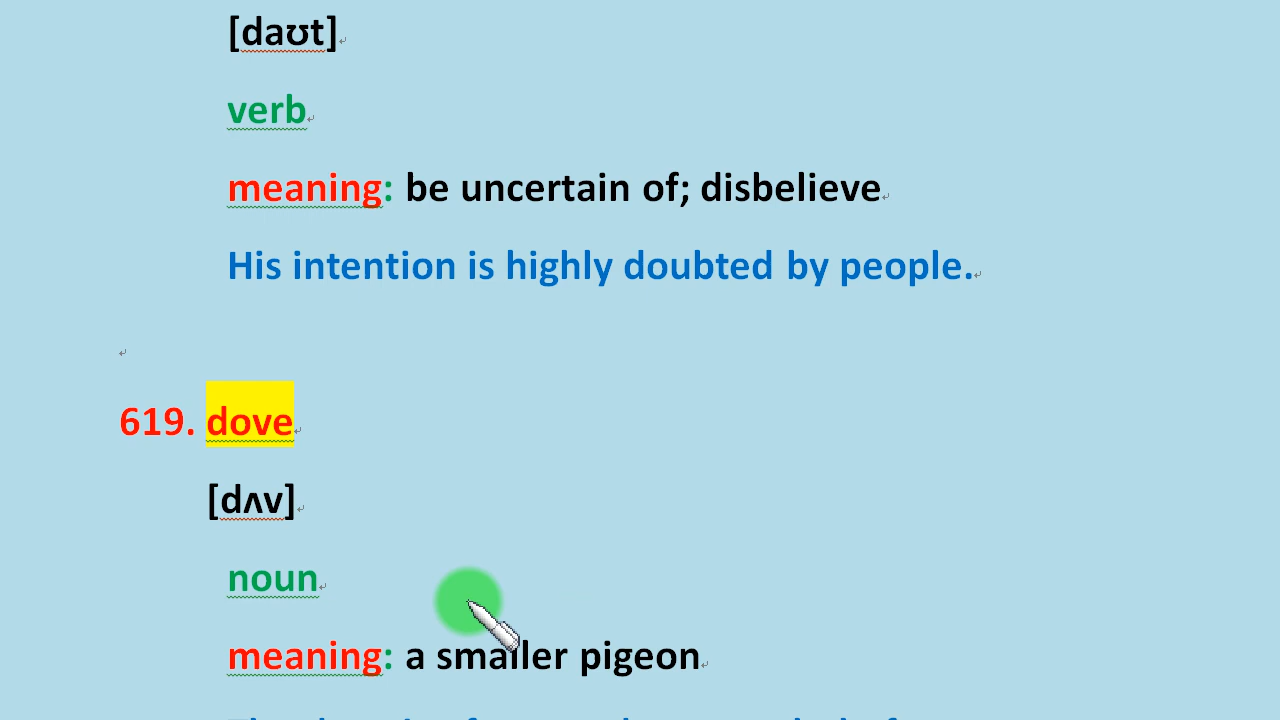 [daʊt]
verb
meaning: be uncertain of; disbelieve
His intention is highly doubted by people.
619. dove
[dʌv]
noun
meaning: a smaller pigeon